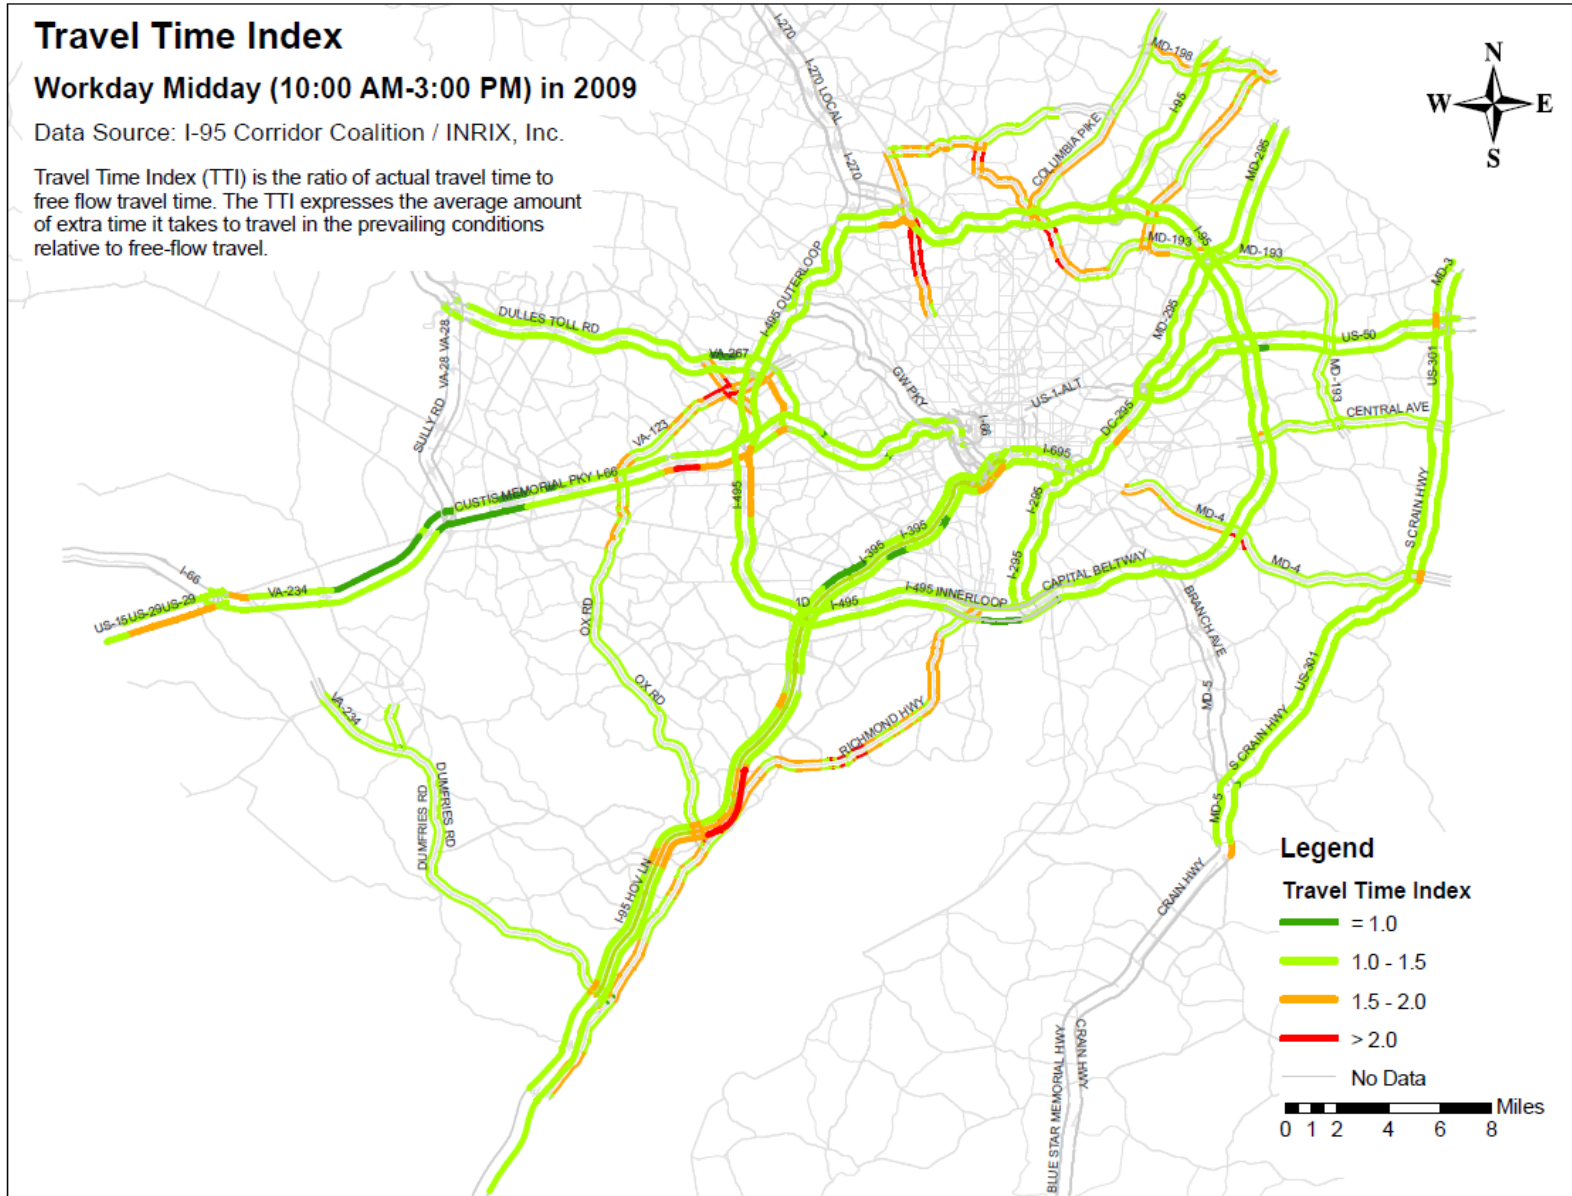 Travel Time Index
Workday Midday (10:00 AM-3:00 PM) in 2009
Data Source: I-95 Corridor Coalition / INRIX, Inc.
Travel Time Index (TTI) is the ratio of actual travel time to
free flow travel time. The TTI expresses the average amount
of extra time it takes to travel in the prevailing conditions
relative to free-flow travel.
N
W E
S
I-270
I-270 LOCAL
I-270
MD-198
I-95
COLUMBIA PIKE
MD-295
I-95
MD-193
MD-193
MD-3
I-495 OUTERLOOP
DULLES TOLL RD
VA-28
VA-28
VA-267
MD-295
US-50
US-301
MD-193
GW PKY
US-1-ALT
CENTRAL AVE
SULLY RD
VA-123
I-66
DC-295
I-695
CUSTIS MEMORIAL PKY I-66
I-495
I-295
MD-4
S CRAIN HWY
I-395
I-395
I-66
VA-234
I-295
CAPITAL BELTWAY
MD-4
US-15
US-29
US-29
1D
I-495
I-495 INNERLOOP
BRANCH AVE
OX RD
OX RD
VA-234
MD-5
US-301
RICHMOND HWY
S CRAIN HWY
DUMFRIES RD
DUMFRIES RD
MD-5
I-95 HOV LN
CRAIN HWY
BLUE STAR MEMORIAL HWY
CRAIN HWY
Legend
Travel Time Index
= 1.0
1.0 - 1.5
1.5 - 2.0
> 2.0
No Data
Miles
0 1 2 4 6 8